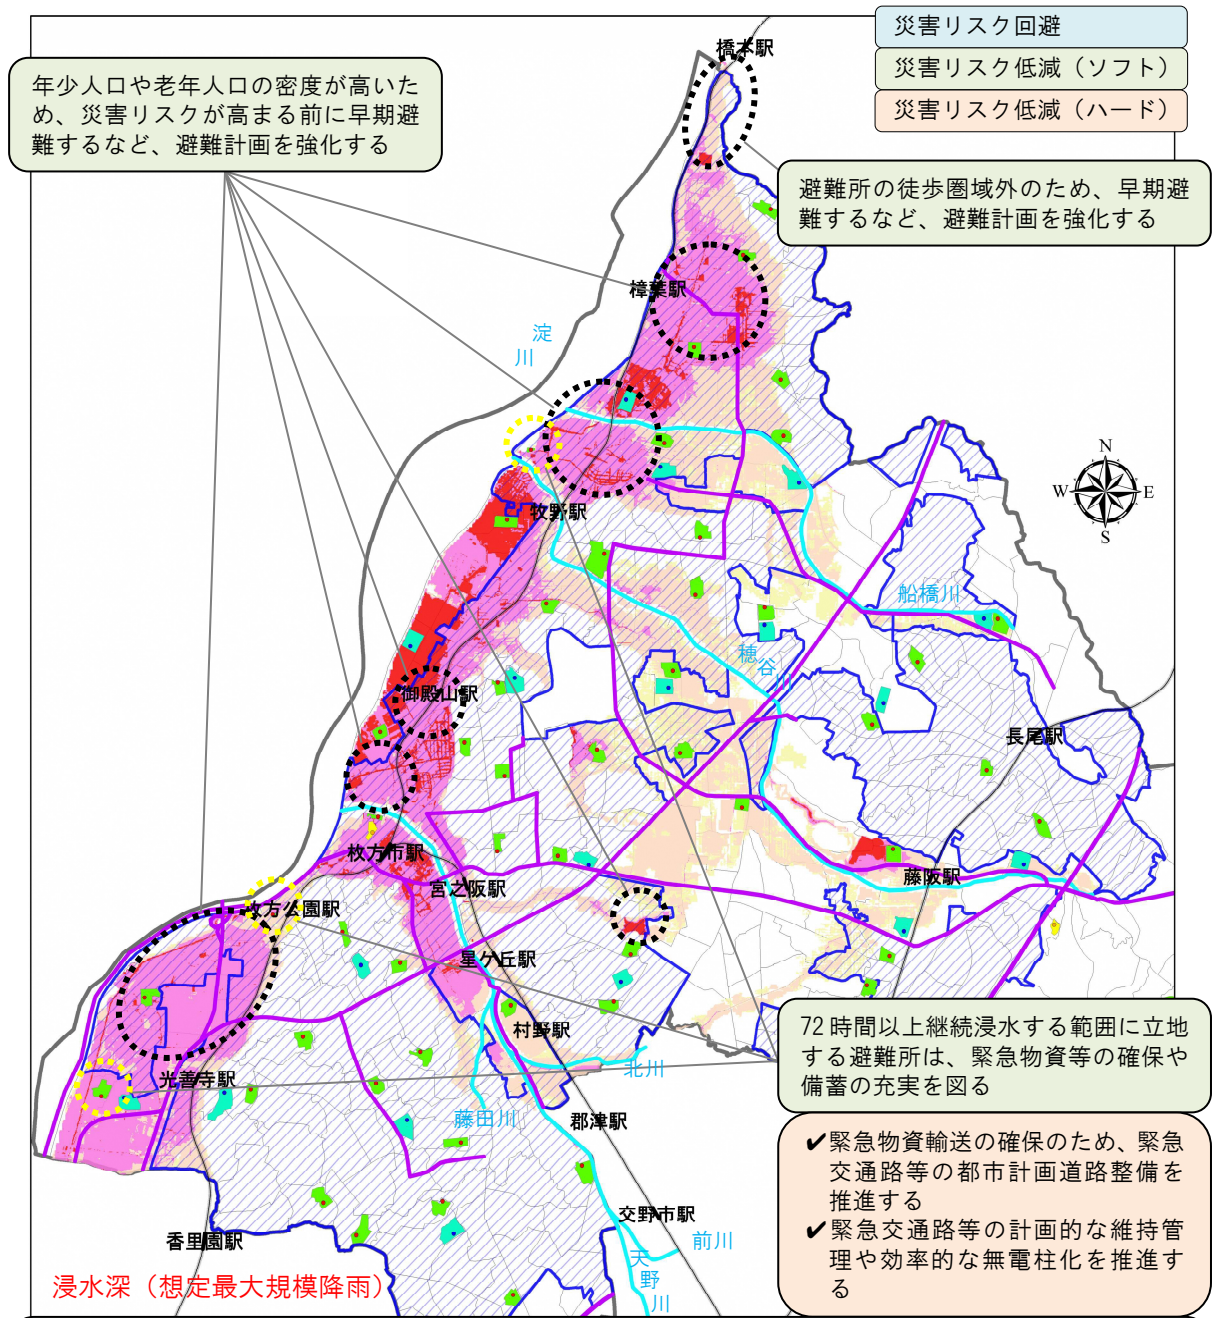 災害リスク回避
災害リスク低減（ソフト）
災害リスク低減（ハード）
橋本駅
年少人口や老年人口の密度が高いた
め、災害リスクが高まる前に早期避
難するなど、避難計画を強化する
避難所の徒歩圏域外のため、早期避
難するなど、避難計画を強化する
樟葉駅
淀
川
N
W
E
S
牧野駅
船橋川
穂
谷
川
御殿山駅
長尾駅
枚方市駅
宮之阪駅
藤阪駅
枚方公園駅
星ケ丘駅
村野駅
72時間以上継続浸水する範囲に立地
する避難所は、緊急物資等の確保や
備蓄の充実を図る
北川
光善寺駅
藤田川
郡津駅
✔緊急物資輸送の確保のため、緊急
交通路等の都市計画道路整備を
推進する
✔緊急交通路等の計画的な維持管
理や効率的な無電柱化を推進す
る
交野市駅
前川
天
野
川
香里園駅
浸水深（想定最大規模降雨）